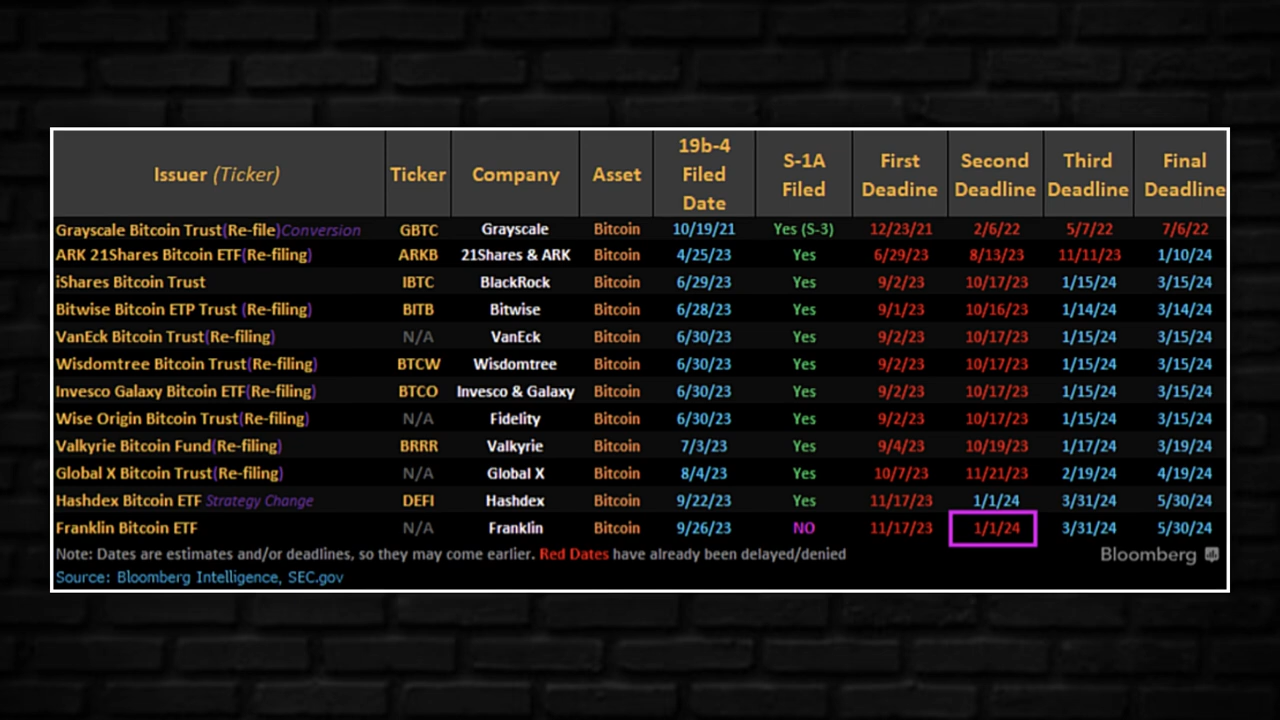 Issuer (Ticker) Ticker Company Asset 19b-4 Filed Date S-1A Filed First Deadine Second Deadline Third Deadline Final Deadline
Grayscale Bitcoin Trust(Re-file)Conversion GBTC Grayscale Bitcoin 10/19/21 Yes (S-3) 12/23/21 2/6/22 5/7/22 7/6/22
ARK 21Shares Bitcoin ETF(Re-filing) ARKB 21Shares & ARK Bitcoin 4/25/23 Yes 6/29/23 8/13/23 11/11/23 1/10/24
iShares Bitcoin Trust IBTC BlackRock Bitcoin 6/29/23 Yes 9/2/23 10/17/23 1/15/24 3/15/24
Bitwise Bitcoin ETP Trust (Re-filing) BITB Bitwise Bitcoin 6/28/23 Yes 9/1/23 10/16/23 1/14/24 3/14/24
VanEck Bitcoin Trust(Re-filing) N/A VanEck Bitcoin 6/30/23 Yes 9/2/23 10/17/23 1/15/24 3/15/24
Wisdomtree Bitcoin Trust(Re-filing) BTCW Wisdomtree Bitcoin 6/30/23 Yes 9/2/23 10/17/23 1/15/24 3/15/24
Invesco Galaxy Bitcoin ETF(Re-filing) BTCO Invesco & Galaxy Bitcoin 6/30/23 Yes 9/2/23 10/17/23 1/15/24 3/15/24
Wise Origin Bitcoin Trust(Re-filing) N/A Fidelity Bitcoin 6/30/23 Yes 9/2/23 10/17/23 1/15/24 3/15/24
Valkyrie Bitcoin Fund(Re-filing) BRRR Valkyrie Bitcoin 7/3/23 Yes 9/4/23 10/19/23 1/17/24 3/19/24
Global X Bitcoin Trust(Re-filing) N/A Global X Bitcoin 8/4/23 Yes 10/7/23 11/21/23 2/19/24 4/19/24
Hashdex Bitcoin ETF Strategy Change DEFI Hashdex Bitcoin 9/22/23 Yes 11/17/23 1/1/24 3/31/24 5/30/24
Franklin Bitcoin ETF N/A Franklin Bitcoin 9/26/23 NO 11/17/23 1/1/24 3/31/24 5/30/24
Note: Dates are estimates and/or deadlines, so they may come earlier. Red Dates have already been delayed/denied Bloomberg
Source: Bloomberg Intelligence, SEC.gov